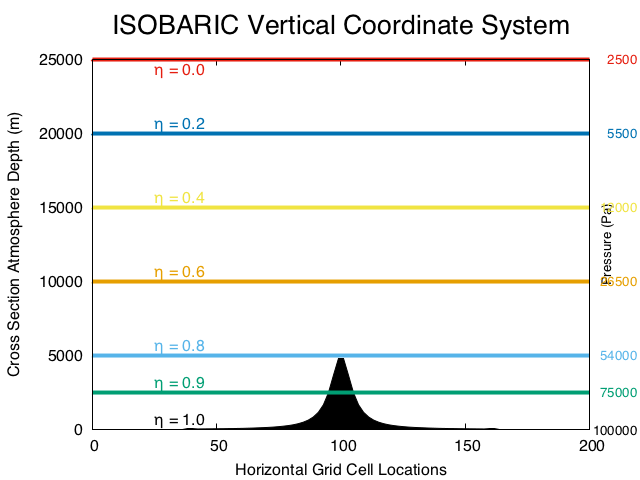 ISOBARIC Vertical Coordinate System
25000
20000
15000
10000
5000
0
Cross Section Atmosphere Depth (m)
η = 0.0
η = 0.2
η = 0.4
η = 0.6
η = 0.8
η = 0.9
η = 1.0
2500
5500
54000
75000
100000
Pressure (Pa)
0
50
100
150
200
Horizontal Grid Cell Locations